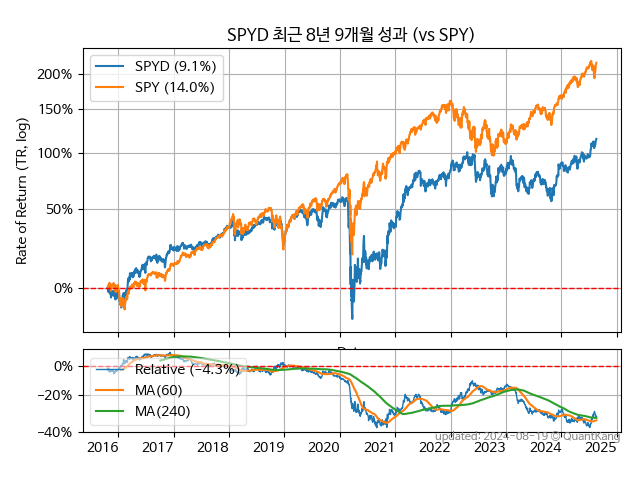 SPYD 최근 8년 9개월 성과 (vs SPY)
SPYD (9.1%)
SPY (14.0%)
Rate of Return (TR, log)
200%
150%
100%
50%
0%
Relative (−4.3%)
MA(60)
MA(240)
0%
−20%
−40%
updated: 2024-08-19 © QuantKang
2016 2017 2018 2019 2020 2021 2022 2023 2024 2025